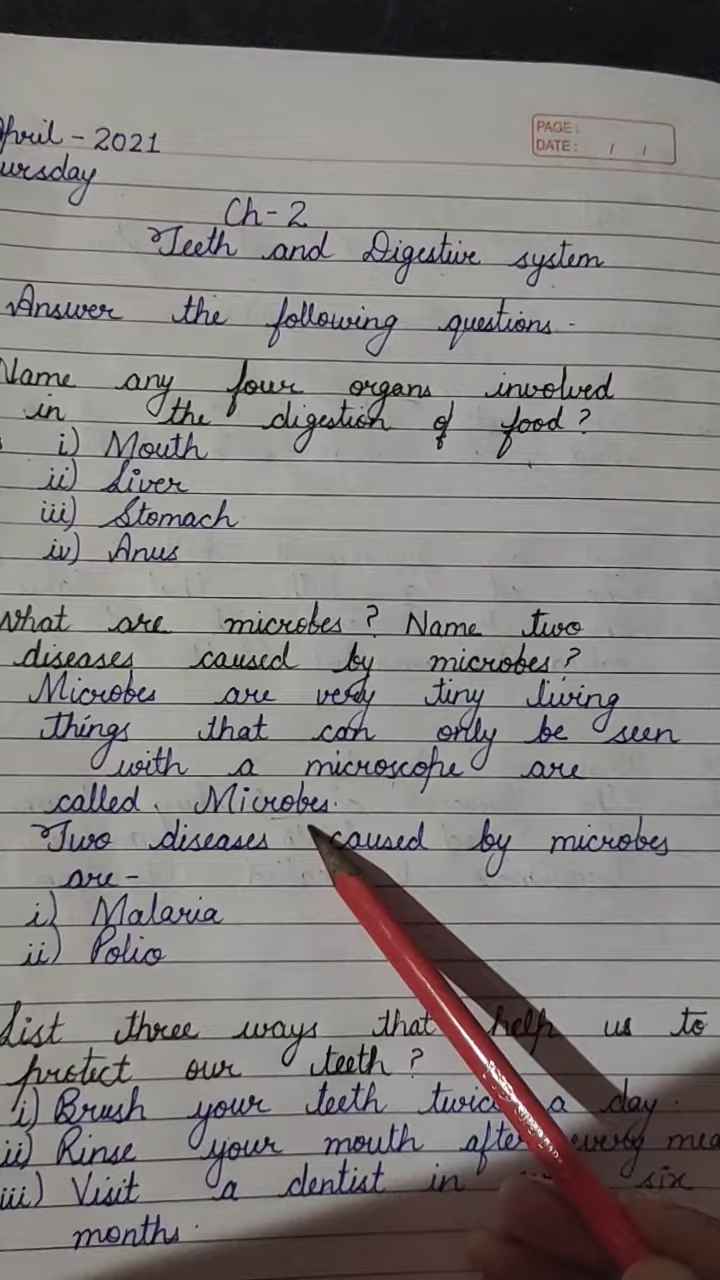 April - 2021
PAGE:
DATE: / /
ursday
Ch-2
Teeth and Digestive system
Answer the following questions -
Name any four organs involved
in the digestion of food?
i) Mouth
ii) Liver
iii) Stomach
iv) Anus
What are microbes? Name two
diseases caused by microbes?
Microbes are very tiny living
things that can only be seen
with a microscope are
called Microbes.
Two diseases caused by microbes
are -
i) Malaria
ii) Polio
List three ways that help us to
protect our teeth?
i) Brush your teeth twice a day.
ii) Rinse your mouth after every mea
iii) Visit a dentist in six
months.